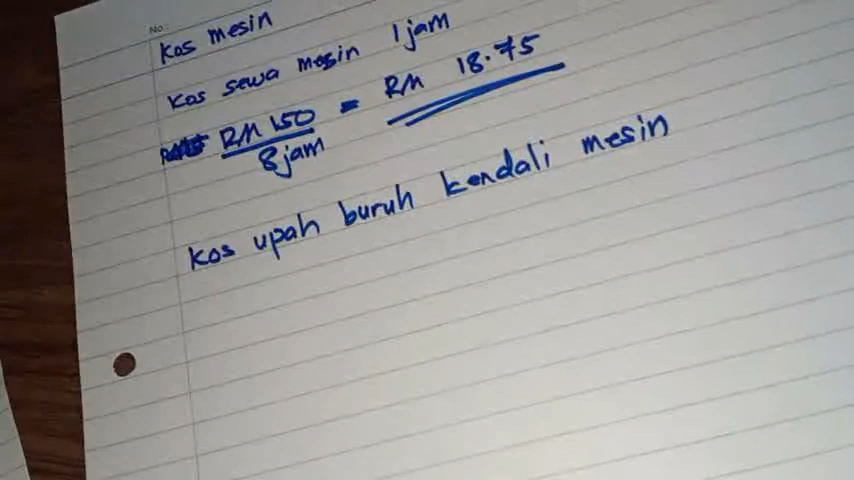 No.:
Kos mesin
Kos sewa mesin 1 jam
RM 150 = RM 18.75
8 jam
Kos upah buruh kendali mesin